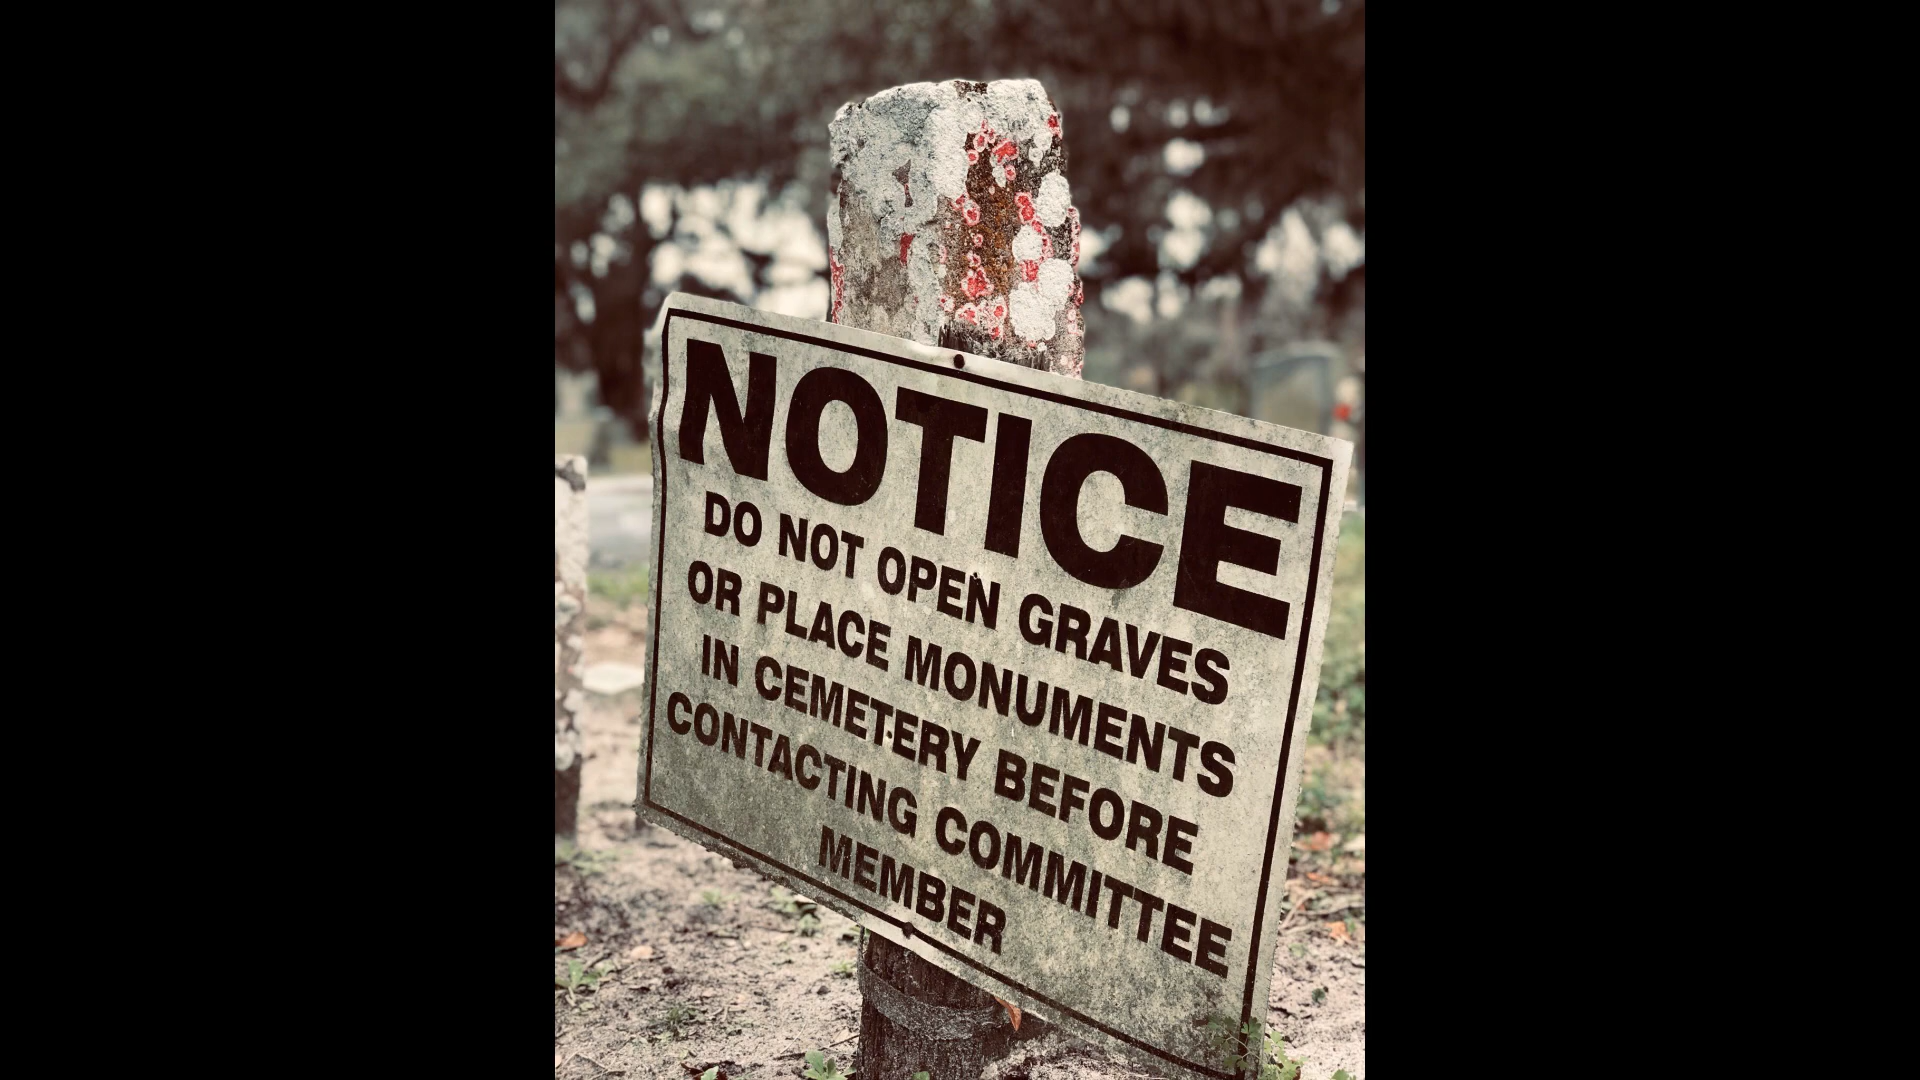 NOTICE
DO NOT OPEN GRAVES
OR PLACE MONUMENTS
IN CEMETERY BEFORE
CONTACTING COMMITTEE
MEMBER